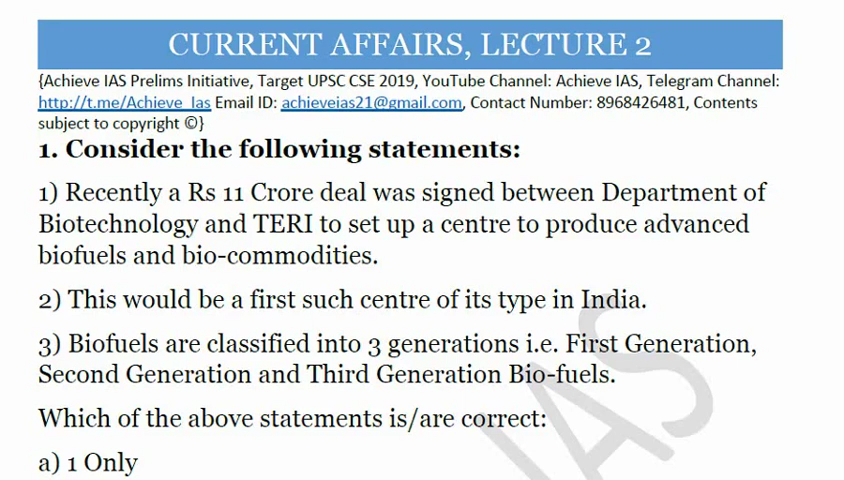 CURRENT AFFAIRS, LECTURE 2
{Achieve IAS Prelims Initiative, Target UPSC CSE 2019, YouTube Channel: Achieve IAS, Telegram Channel:
http://t.me/Achieve_Ias Email ID: achieveias21@gmail.com, Contact Number: 8968426481, Contents
subject to copyright ©}
1. Consider the following statements:
1) Recently a Rs 11 Crore deal was signed between Department of
Biotechnology and TERI to set up a centre to produce advanced
biofuels and bio-commodities.
2) This would be a first such centre of its type in India.
3) Biofuels are classified into 3 generations i.e. First Generation,
Second Generation and Third Generation Bio-fuels.
Which of the above statements is/are correct:
a) 1 Only
IAS